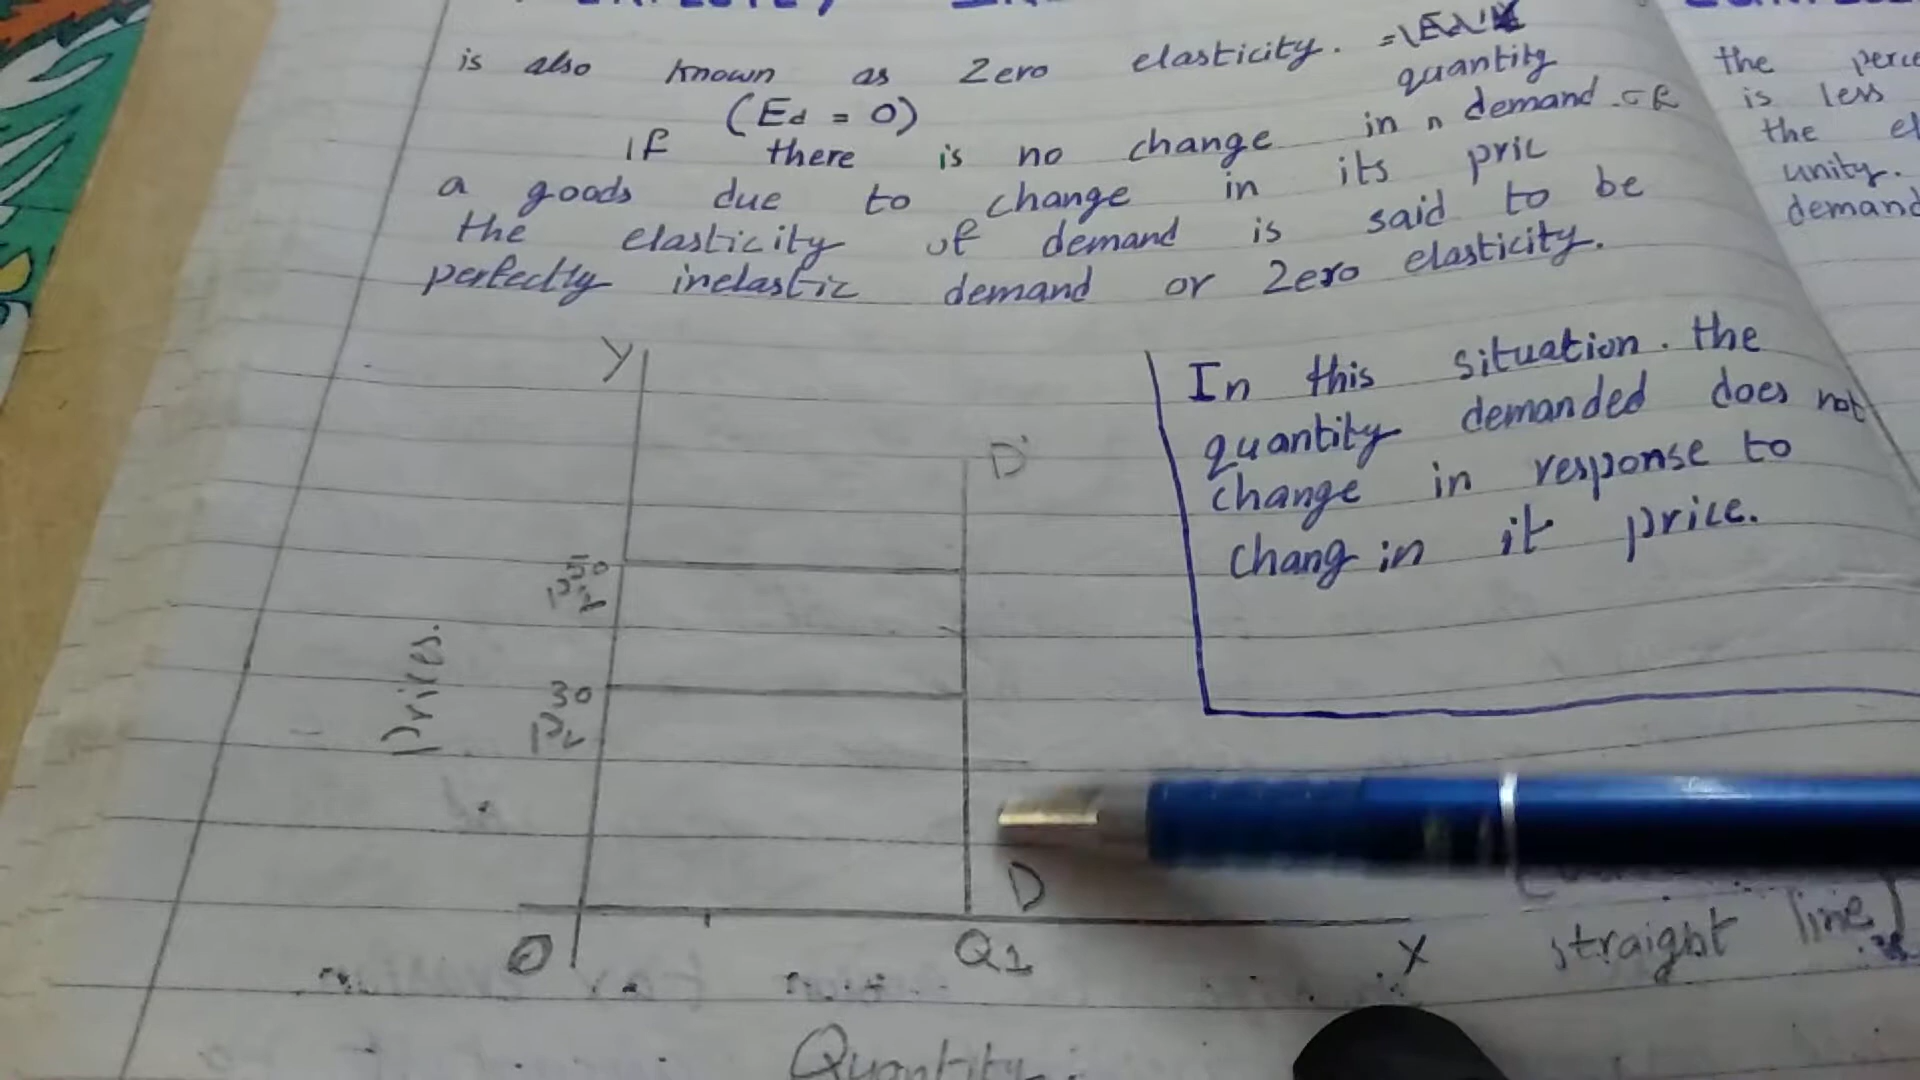 is also known as Zero elasticity.
(Ed = 0) quantity
If there is no change in n demand OR
a goods due to change in its pric
the elasticity of demand is said to be
perfectly inelastic demand or Zero elasticity.
the
is less
the
unity.
demand
In this situation. the
quantity demanded does not
change in response to
chang in it price.
Y
D'
50
P1
30
P2
Prices.
D
O
Q1
X
straight line)
Quantity.